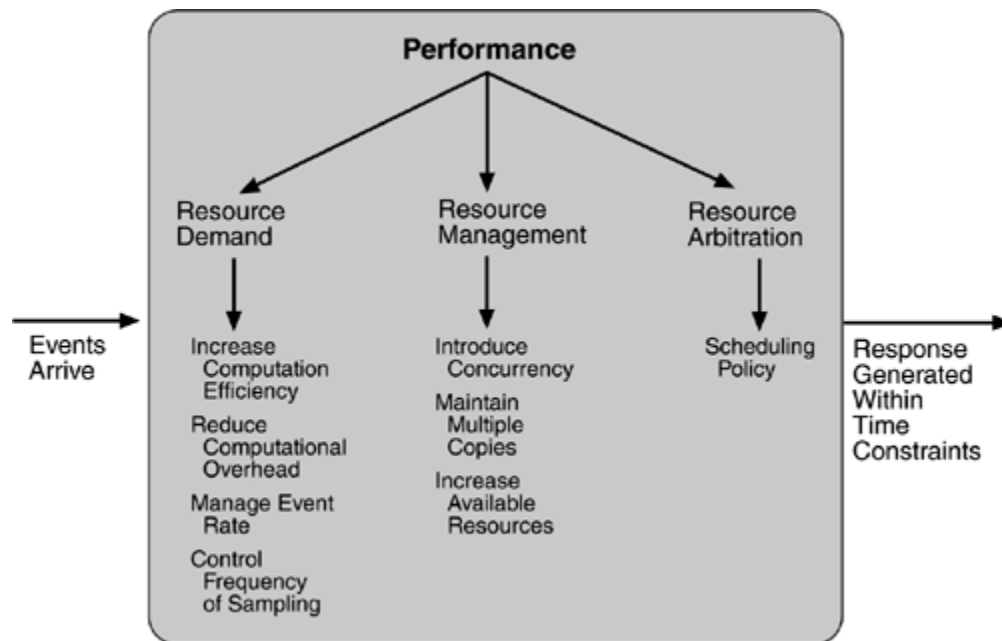 Performance
Resource
Demand
Resource
Management
Resource
Arbitration
Events
Arrive
Increase
Computation
Efficiency
Reduce
Computational
Overhead
Manage Event
Rate
Control
Frequency
of Sampling
Introduce
Concurrency
Maintain
Multiple
Copies
Increase
Available
Resources
Scheduling
Policy
Response
Generated
Within
Time
Constraints